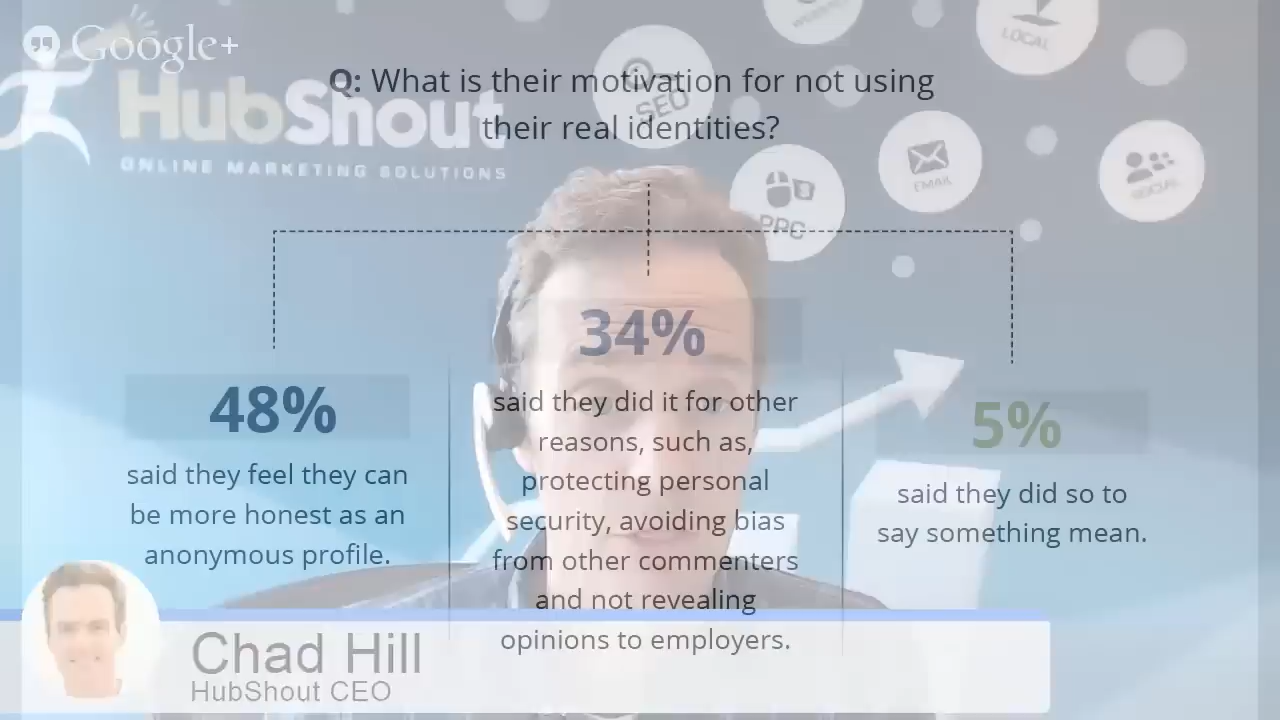 Google+
HubShout
ONLINE MARKETING SOLUTIONS
LOCAL
SEO
EMAIL
SOCIAL
PPC
Q: What is their motivation for not using
their real identities?
48%
said they feel they can
be more honest as an
anonymous profile.
34%
said they did it for other
reasons, such as,
protecting personal
security, avoiding bias
from other commenters
and not revealing
opinions to employers.
5%
said they did so to
say something mean.
Chad Hill
HubShout CEO